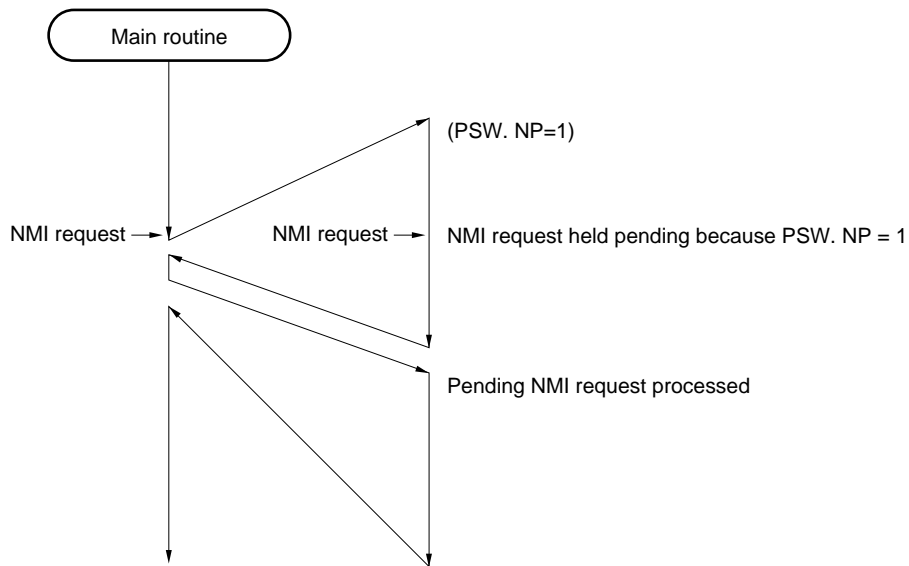 Main routine
(PSW. NP=1)
NMI request
NMI request
NMI request held pending because PSW. NP = 1
Pending NMI request processed